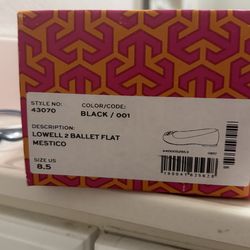 STYLE NO:
COLOR/CODE:
43070
BLACK / 001
DESCRIPTION:
LOWELL 2 BALLET FLAT
MESTICO
SIZE US
8.5